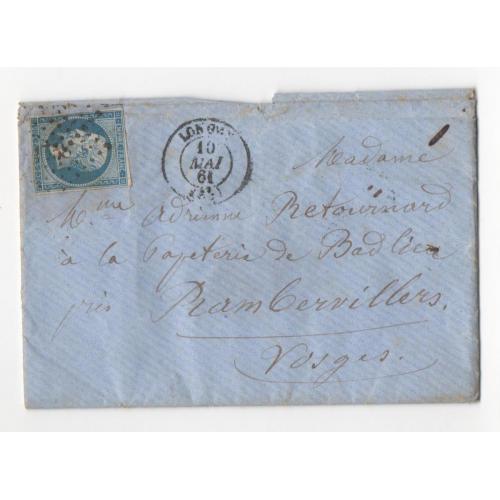 LONGWY
10
MAI
61
Madame
Mme Adrienne Retournard
à la Papeterie de Badlieu
près Rambervillers.
Vosges.